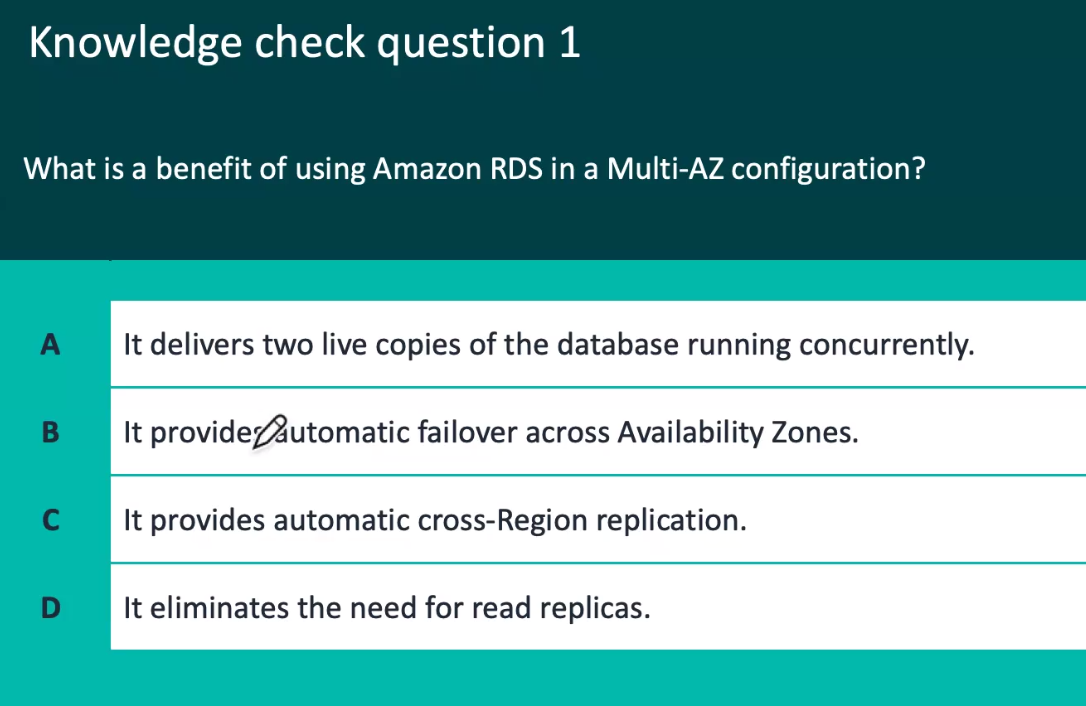 Knowledge check question 1
What is a benefit of using Amazon RDS in a Multi-AZ configuration?
A It delivers two live copies of the database running concurrently.
B It provides automatic failover across Availability Zones.
C It provides automatic cross-Region replication.
D It eliminates the need for read replicas.